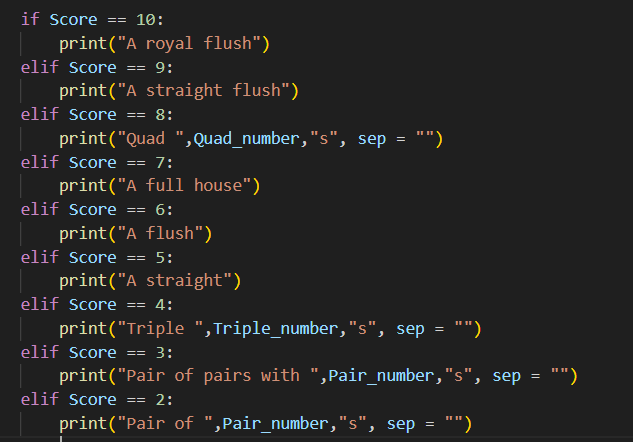 if Score == 10:
    print("A royal flush")
elif Score == 9:
    print("A straight flush")
elif Score == 8:
    print("Quad ",Quad_number,"s", sep = "")
elif Score == 7:
    print("A full house")
elif Score == 6:
    print("A flush")
elif Score == 5:
    print("A straight")
elif Score == 4:
    print("Triple ",Triple_number,"s", sep = "")
elif Score == 3:
    print("Pair of pairs with ",Pair_number,"s", sep = "")
elif Score == 2:
    print("Pair of ",Pair_number,"s", sep = "")